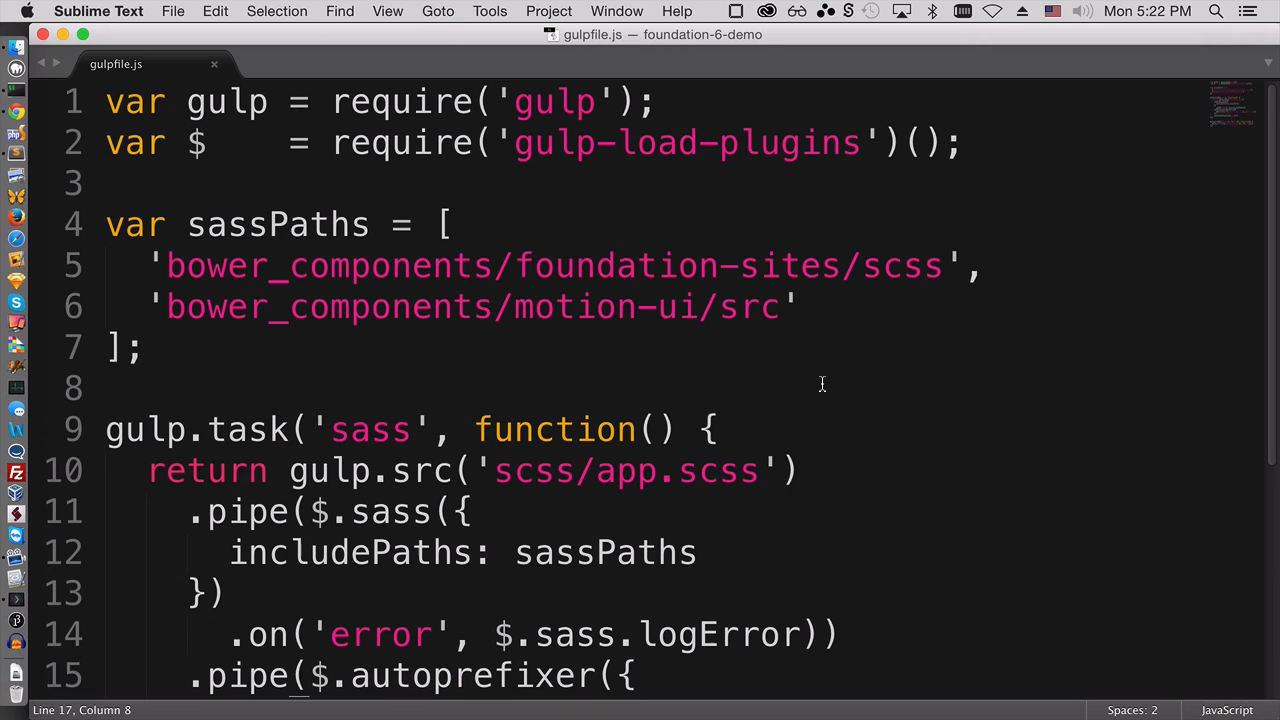 Sublime Text File Edit Selection Find View Goto Tools Project Window Help Mon 5:22 PM
gulpfile.js — foundation-6-demo
gulpfile.js
1 var gulp = require('gulp');
2 var $    = require('gulp-load-plugins')();
3
4 var sassPaths = [
5   'bower_components/foundation-sites/scss',
6   'bower_components/motion-ui/src'
7 ];
8
9 gulp.task('sass', function() {
10   return gulp.src('scss/app.scss')
11     .pipe($.sass({
12       includePaths: sassPaths
13     })
14       .on('error', $.sass.logError))
15     .pipe($.autoprefixer({
Line 17, Column 8 Spaces: 2 JavaScript